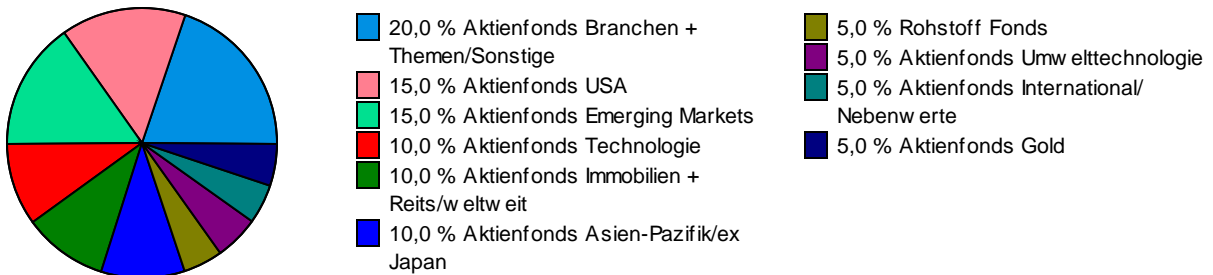 20,0 % Aktienfonds Branchen +
Themen/Sonstige
15,0 % Aktienfonds USA
15,0 % Aktienfonds Emerging Markets
10,0 % Aktienfonds Technologie
10,0 % Aktienfonds Immobilien +
Reits/w eltw eit
10,0 % Aktienfonds Asien-Pazifik/ex
Japan
5,0 % Rohstoff Fonds
5,0 % Aktienfonds Umw elttechnologie
5,0 % Aktienfonds International/
Nebenw erte
5,0 % Aktienfonds Gold